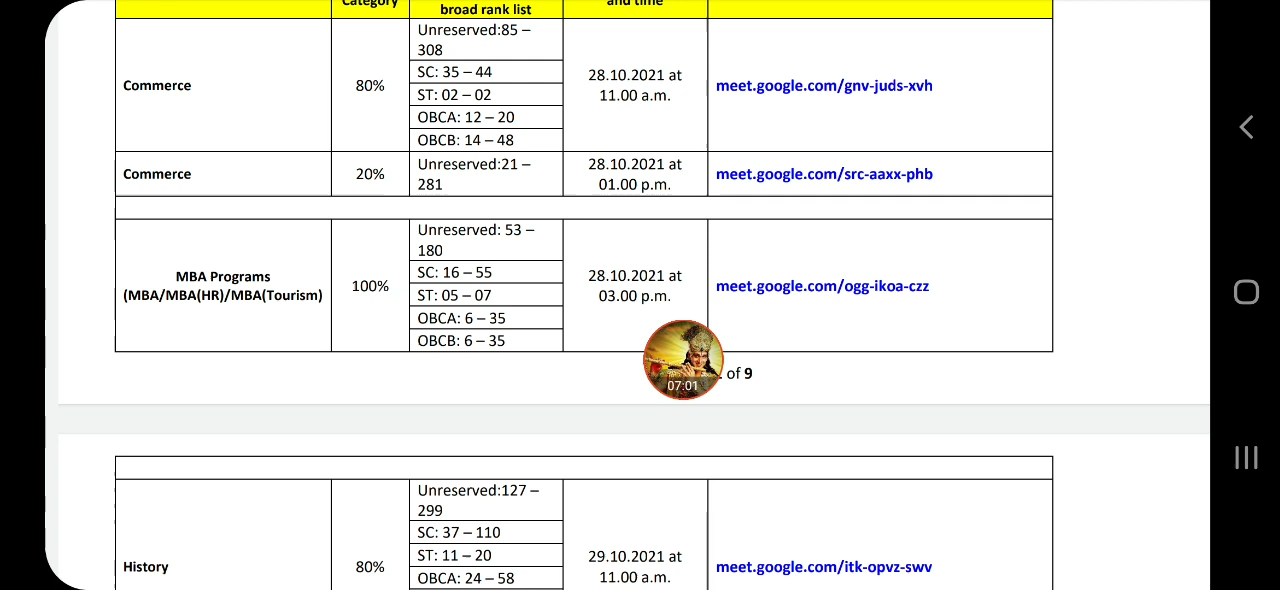 Category
broad rank list
and time
Commerce
80%
Unreserved:85 –
308
SC: 35 – 44
ST: 02 – 02
OBCA: 12 – 20
OBCB: 14 – 48
28.10.2021 at
11.00 a.m.
meet.google.com/gnv-juds-xvh
Commerce
20%
Unreserved:21 –
281
28.10.2021 at
01.00 p.m.
meet.google.com/src-aaxx-phb
MBA Programs
(MBA/MBA(HR)/MBA(Tourism)
100%
Unreserved: 53 –
180
SC: 16 – 55
ST: 05 – 07
OBCA: 6 – 35
OBCB: 6 – 35
28.10.2021 at
03.00 p.m.
meet.google.com/ogg-ikoa-czz
07:01
of 9
History
80%
Unreserved:127 –
299
SC: 37 – 110
ST: 11 – 20
OBCA: 24 – 58
29.10.2021 at
11.00 a.m.
meet.google.com/itk-opvz-swv